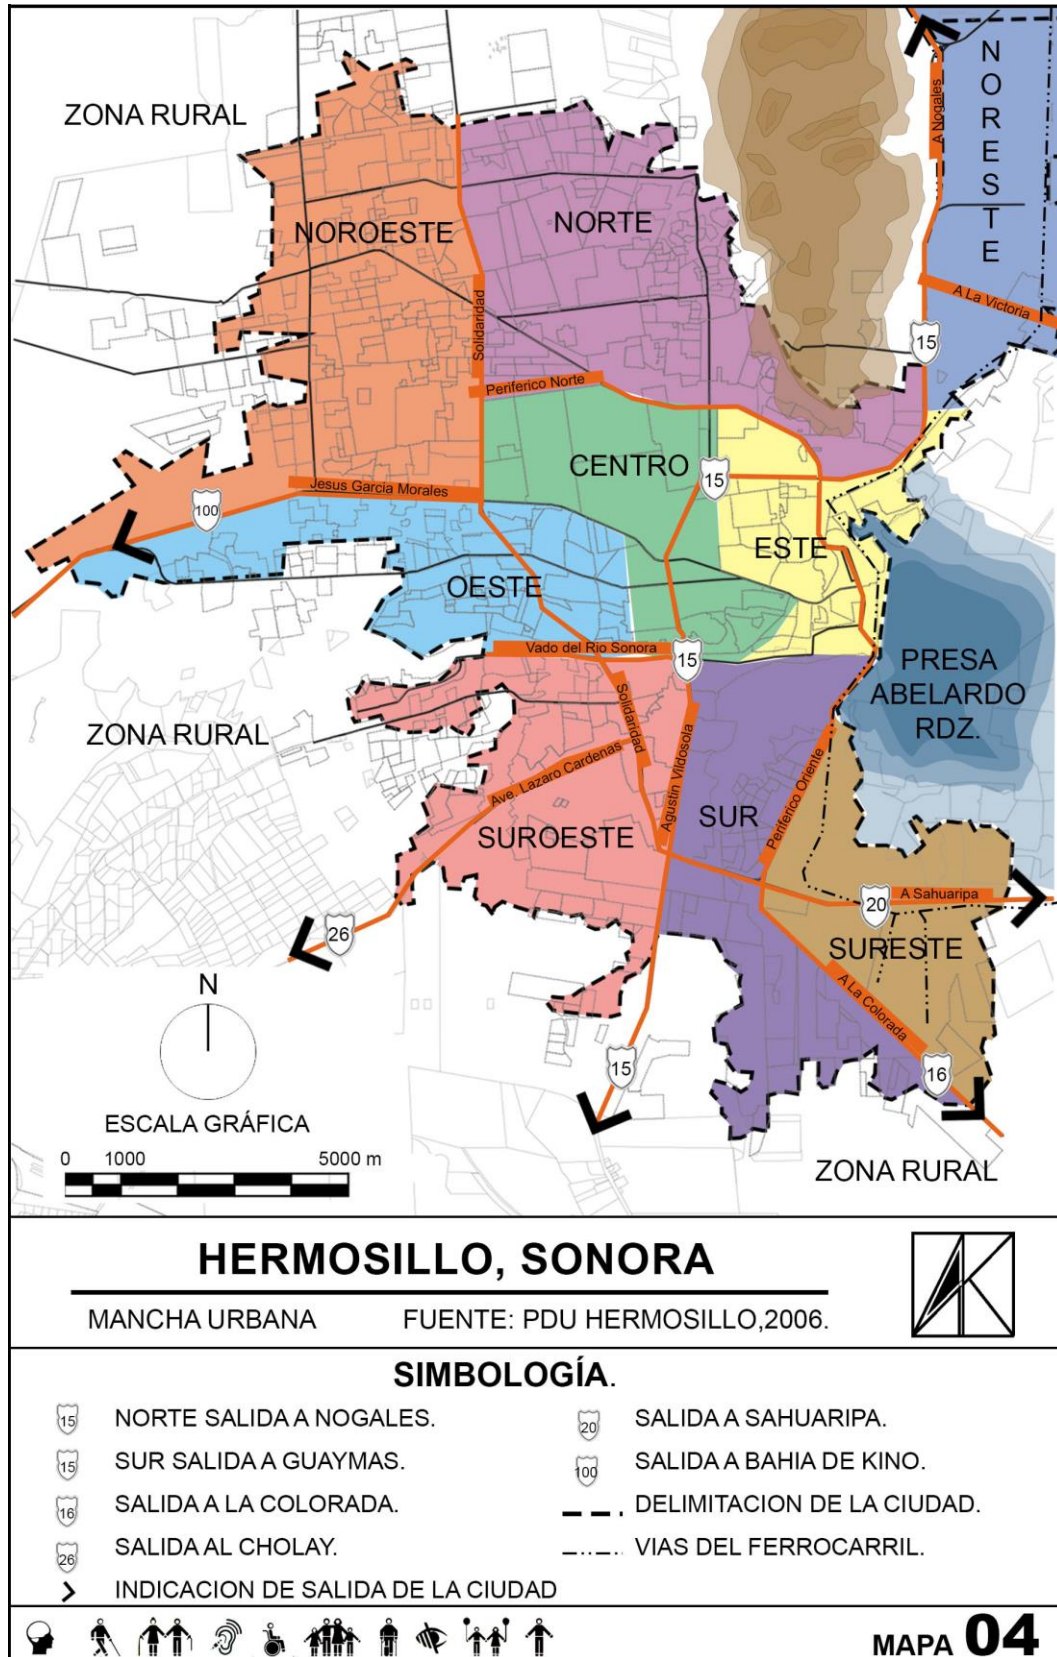 ZONA RURAL
NOROESTE
NORTE
NORESTE
A Nogales
A La Victoria
15
Solidaridad
Periferico Norte
CENTRO
15
Jesus Garcia Morales
100
ESTE
OESTE
Vado del Rio Sonora
15
PRESA
ABELARDO
RDZ.
ZONA RURAL
Solidaridad
Ave. Lazaro Cardenas
Agustin Vildosola
Periferico Oriente
SUR
SUROESTE
A Sahuaripa
20
26
SURESTE
A La Colorada
N
15
16
ESCALA GRÁFICA
0 1000 5000 m
ZONA RURAL
HERMOSILLO, SONORA
MANCHA URBANA FUENTE: PDU HERMOSILLO,2006.
SIMBOLOGÍA.
15 NORTE SALIDA A NOGALES.
15 SUR SALIDA A GUAYMAS.
16 SALIDA A LA COLORADA.
26 SALIDA AL CHOLAY.
INDICACION DE SALIDA DE LA CIUDAD
20 SALIDA A SAHUARIPA.
100 SALIDA A BAHIA DE KINO.
DELIMITACION DE LA CIUDAD.
VIAS DEL FERROCARRIL.
MAPA 04